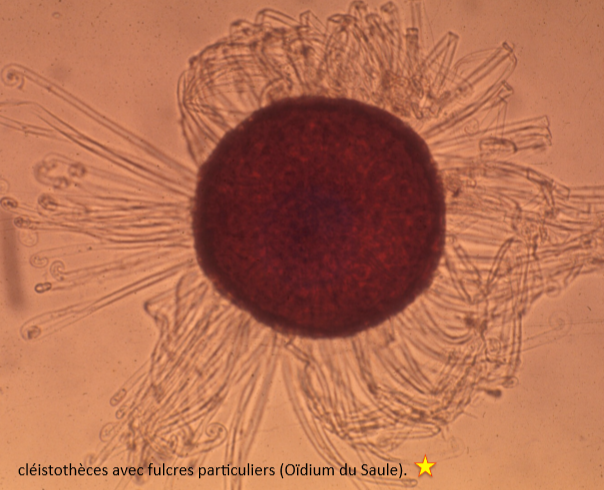 cléistothèces avec fulcres particuliers (Oïdium du Saule).